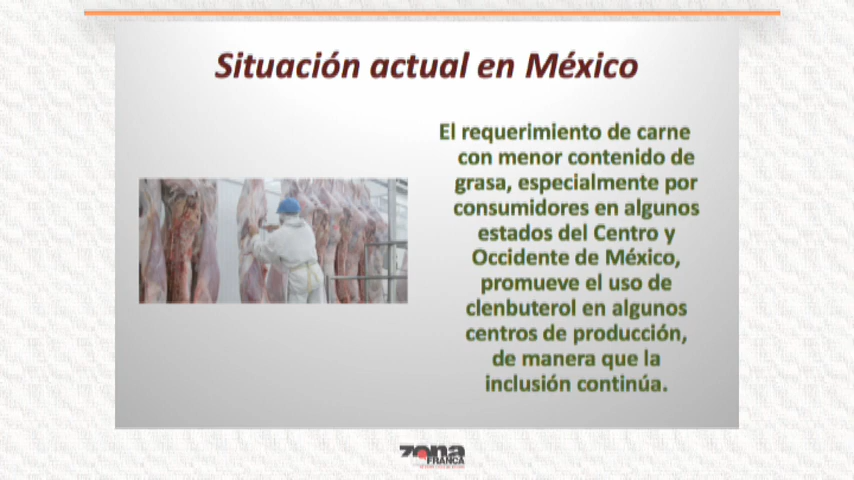 Situación actual en México
El requerimiento de carne
con menor contenido de
grasa, especialmente por
consumidores en algunos
estados del Centro y
Occidente de México,
promueve el uso de
clenbuterol en algunos
centros de producción,
de manera que la
inclusión continúa.
zona
FRANCA